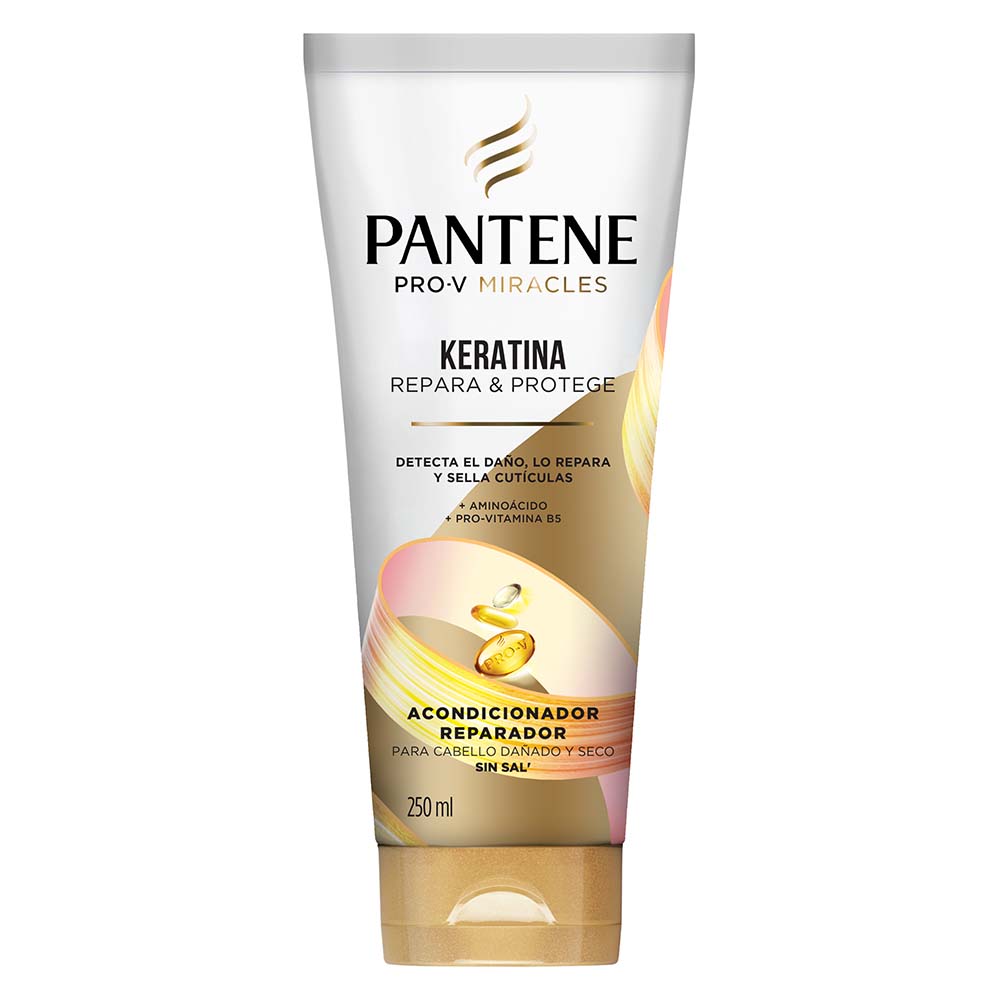 PANTENE
PRO-V MIRACLES
KERATINA
REPARA & PROTEGE
DETECTA EL DAÑO, LO REPARA
Y SELLA CUTÍCULAS
+ AMINOÁCIDO
+ PRO-VITAMINA B5
PRO-V
ACONDICIONADOR
REPARADOR
PARA CABELLO DAÑADO Y SECO
SIN SAL'
250 ml